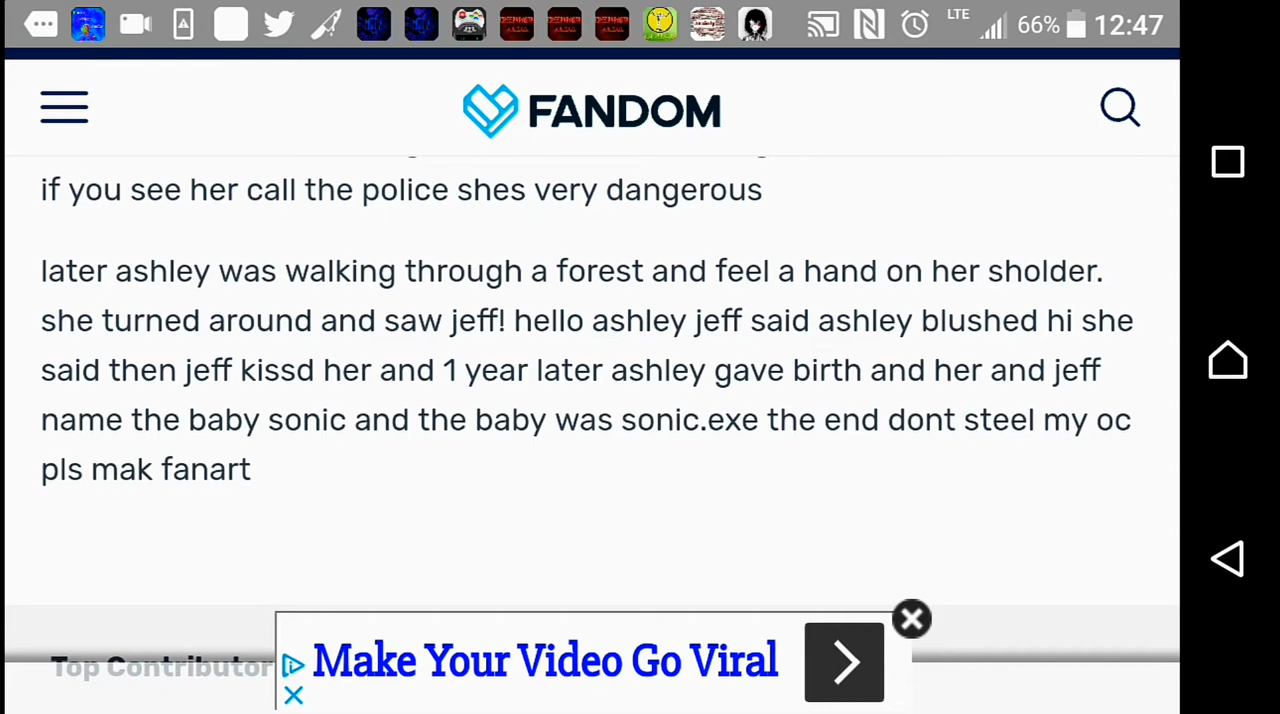 LTE 66% 12:47
FANDOM
if you see her call the police shes very dangerous
later ashley was walking through a forest and feel a hand on her sholder.
she turned around and saw jeff! hello ashley jeff said ashley blushed hi she
said then jeff kissd her and 1 year later ashley gave birth and her and jeff
name the baby sonic and the baby was sonic.exe the end dont steel my oc
pls mak fanart
Top Contributor
Make Your Video Go Viral